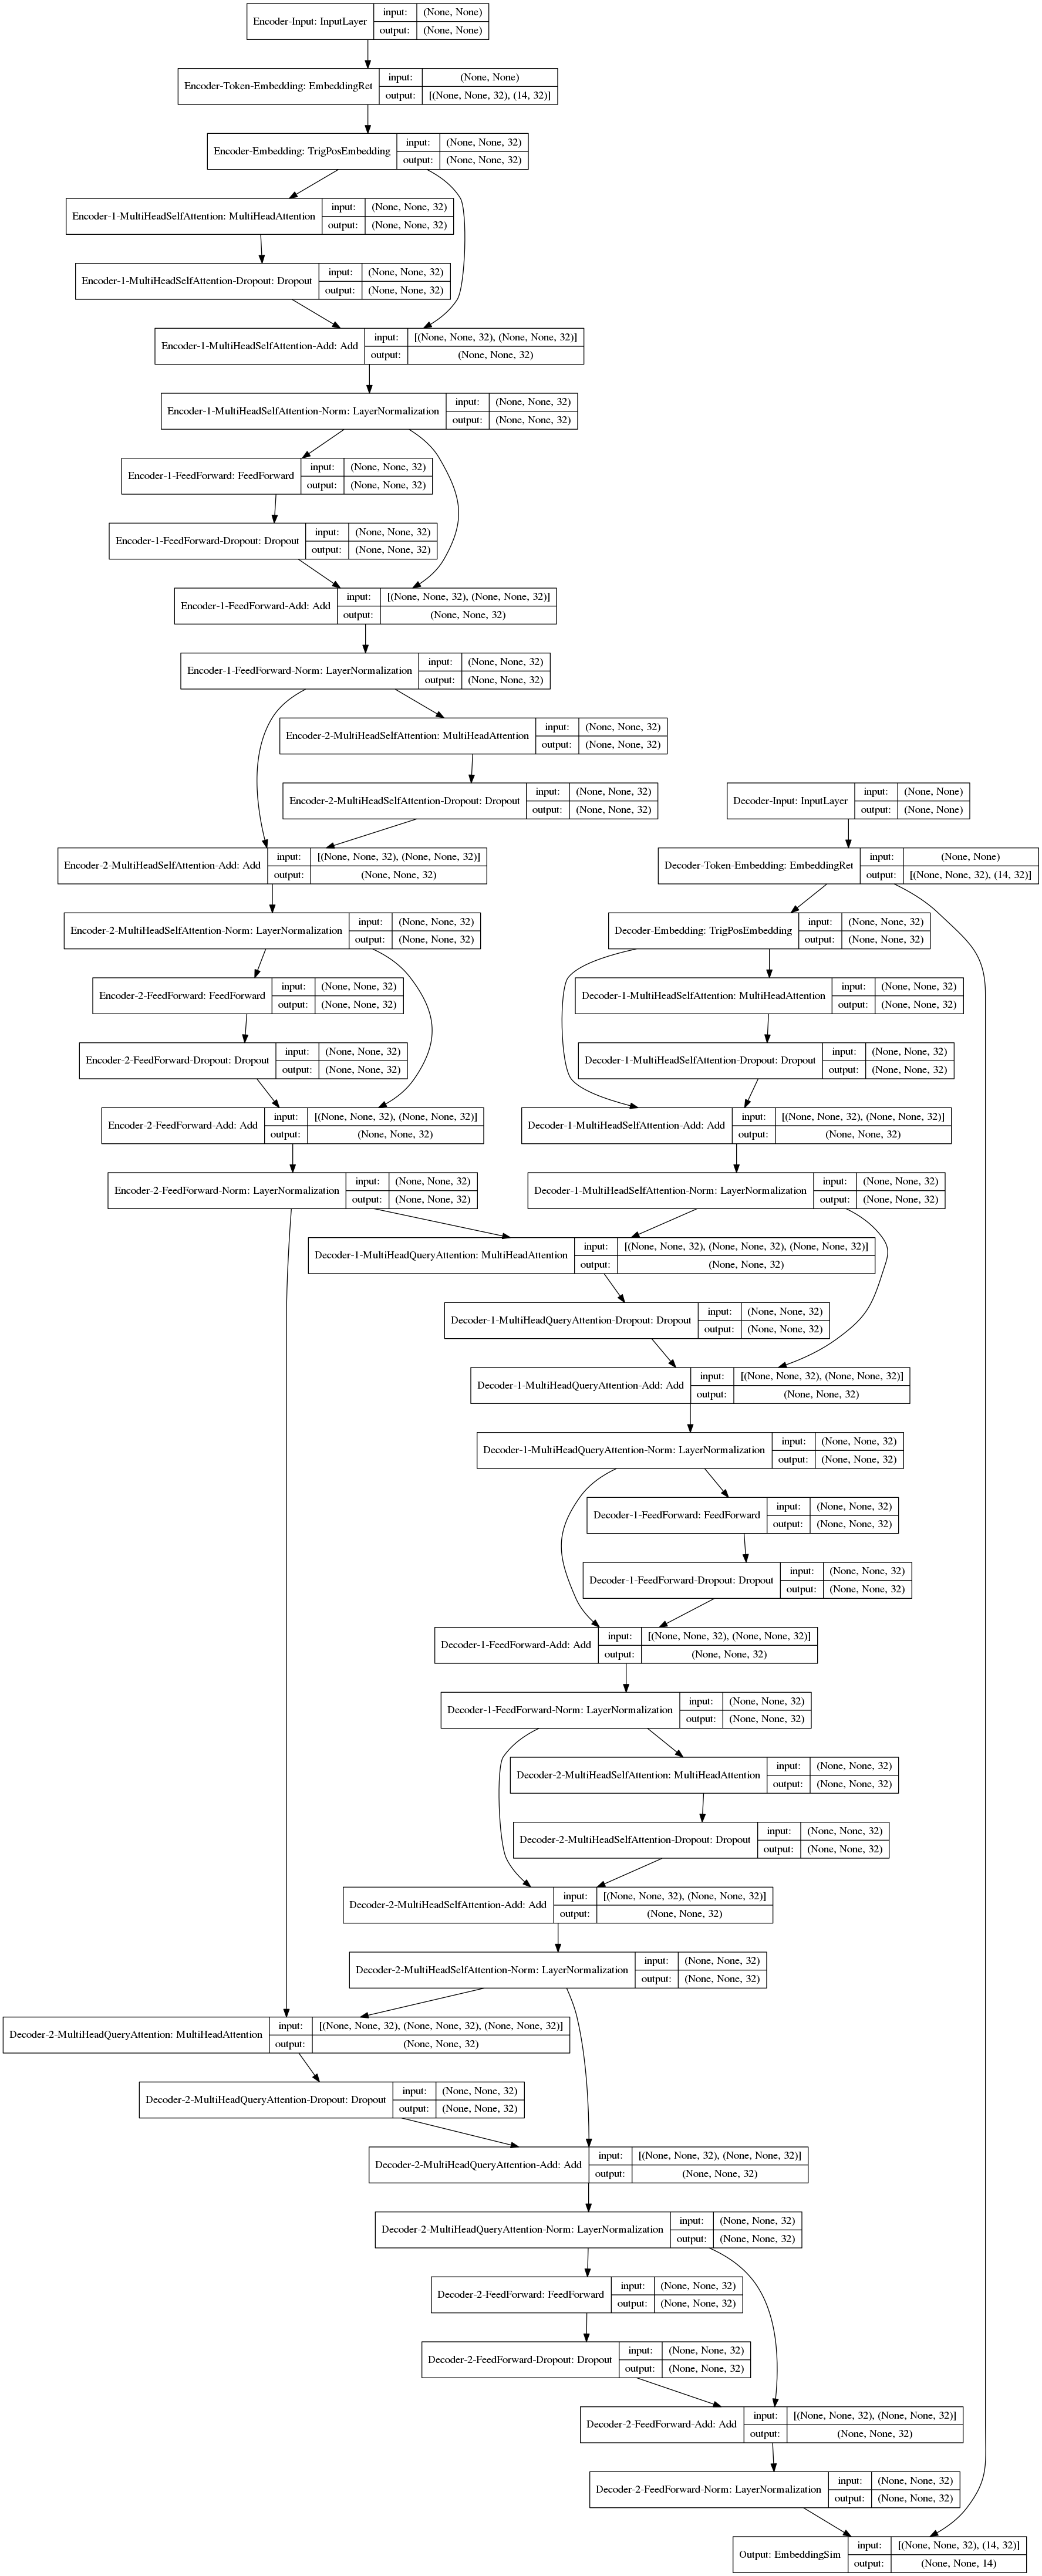 Encoder-Input: InputLayer
input: (None, None)
output: (None, None)
Encoder-Token-Embedding: EmbeddingRet
input: (None, None)
output: [(None, None, 32), (14, 32)]
Encoder-Embedding: TrigPosEmbedding
input: (None, None, 32)
output: (None, None, 32)
Encoder-1-MultiHeadSelfAttention: MultiHeadAttention
input: (None, None, 32)
output: (None, None, 32)
Encoder-1-MultiHeadSelfAttention-Dropout: Dropout
input: (None, None, 32)
output: (None, None, 32)
Encoder-1-MultiHeadSelfAttention-Add: Add
input: [(None, None, 32), (None, None, 32)]
output: (None, None, 32)
Encoder-1-MultiHeadSelfAttention-Norm: LayerNormalization
input: (None, None, 32)
output: (None, None, 32)
Encoder-1-FeedForward: FeedForward
input: (None, None, 32)
output: (None, None, 32)
Encoder-1-FeedForward-Dropout: Dropout
input: (None, None, 32)
output: (None, None, 32)
Encoder-1-FeedForward-Add: Add
input: [(None, None, 32), (None, None, 32)]
output: (None, None, 32)
Encoder-1-FeedForward-Norm: LayerNormalization
input: (None, None, 32)
output: (None, None, 32)
Encoder-2-MultiHeadSelfAttention: MultiHeadAttention
input: (None, None, 32)
output: (None, None, 32)
Encoder-2-MultiHeadSelfAttention-Dropout: Dropout
input: (None, None, 32)
output: (None, None, 32)
Encoder-2-MultiHeadSelfAttention-Add: Add
input: [(None, None, 32), (None, None, 32)]
output: (None, None, 32)
Encoder-2-MultiHeadSelfAttention-Norm: LayerNormalization
input: (None, None, 32)
output: (None, None, 32)
Encoder-2-FeedForward: FeedForward
input: (None, None, 32)
output: (None, None, 32)
Encoder-2-FeedForward-Dropout: Dropout
input: (None, None, 32)
output: (None, None, 32)
Encoder-2-FeedForward-Add: Add
input: [(None, None, 32), (None, None, 32)]
output: (None, None, 32)
Encoder-2-FeedForward-Norm: LayerNormalization
input: (None, None, 32)
output: (None, None, 32)
Decoder-Input: InputLayer
input: (None, None)
output: (None, None)
Decoder-Token-Embedding: EmbeddingRet
input: (None, None)
output: [(None, None, 32), (14, 32)]
Decoder-Embedding: TrigPosEmbedding
input: (None, None, 32)
output: (None, None, 32)
Decoder-1-MultiHeadSelfAttention: MultiHeadAttention
input: (None, None, 32)
output: (None, None, 32)
Decoder-1-MultiHeadSelfAttention-Dropout: Dropout
input: (None, None, 32)
output: (None, None, 32)
Decoder-1-MultiHeadSelfAttention-Add: Add
input: [(None, None, 32), (None, None, 32)]
output: (None, None, 32)
Decoder-1-MultiHeadSelfAttention-Norm: LayerNormalization
input: (None, None, 32)
output: (None, None, 32)
Decoder-1-MultiHeadQueryAttention: MultiHeadAttention
input: [(None, None, 32), (None, None, 32), (None, None, 32)]
output: (None, None, 32)
Decoder-1-MultiHeadQueryAttention-Dropout: Dropout
input: (None, None, 32)
output: (None, None, 32)
Decoder-1-MultiHeadQueryAttention-Add: Add
input: [(None, None, 32), (None, None, 32)]
output: (None, None, 32)
Decoder-1-MultiHeadQueryAttention-Norm: LayerNormalization
input: (None, None, 32)
output: (None, None, 32)
Decoder-1-FeedForward: FeedForward
input: (None, None, 32)
output: (None, None, 32)
Decoder-1-FeedForward-Dropout: Dropout
input: (None, None, 32)
output: (None, None, 32)
Decoder-1-FeedForward-Add: Add
input: [(None, None, 32), (None, None, 32)]
output: (None, None, 32)
Decoder-1-FeedForward-Norm: LayerNormalization
input: (None, None, 32)
output: (None, None, 32)
Decoder-2-MultiHeadSelfAttention: MultiHeadAttention
input: (None, None, 32)
output: (None, None, 32)
Decoder-2-MultiHeadSelfAttention-Dropout: Dropout
input: (None, None, 32)
output: (None, None, 32)
Decoder-2-MultiHeadSelfAttention-Add: Add
input: [(None, None, 32), (None, None, 32)]
output: (None, None, 32)
Decoder-2-MultiHeadSelfAttention-Norm: LayerNormalization
input: (None, None, 32)
output: (None, None, 32)
Decoder-2-MultiHeadQueryAttention: MultiHeadAttention
input: [(None, None, 32), (None, None, 32), (None, None, 32)]
output: (None, None, 32)
Decoder-2-MultiHeadQueryAttention-Dropout: Dropout
input: (None, None, 32)
output: (None, None, 32)
Decoder-2-MultiHeadQueryAttention-Add: Add
input: [(None, None, 32), (None, None, 32)]
output: (None, None, 32)
Decoder-2-MultiHeadQueryAttention-Norm: LayerNormalization
input: (None, None, 32)
output: (None, None, 32)
Decoder-2-FeedForward: FeedForward
input: (None, None, 32)
output: (None, None, 32)
Decoder-2-FeedForward-Dropout: Dropout
input: (None, None, 32)
output: (None, None, 32)
Decoder-2-FeedForward-Add: Add
input: [(None, None, 32), (None, None, 32)]
output: (None, None, 32)
Decoder-2-FeedForward-Norm: LayerNormalization
input: (None, None, 32)
output: (None, None, 32)
Output: EmbeddingSim
input: [(None, None, 32), (14, 32)]
output: (None, None, 14)